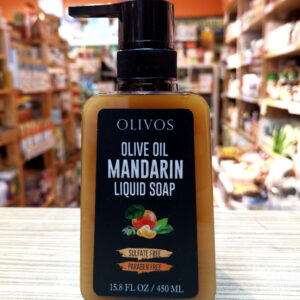 OLIVOS
OLIVE OIL
MANDARIN
LIQUID SOAP
SULFATE FREE
PARABEN FREE
15.8 FL OZ / 450 ML